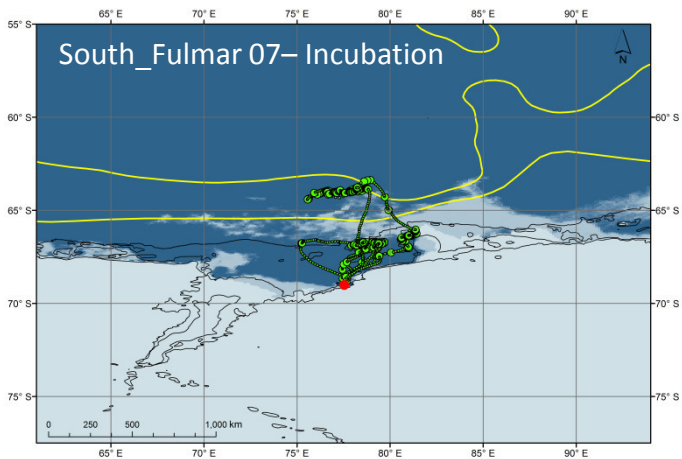 65° E 70° E 75° E 80° E 85° E 90° E
55° S
South_Fulmar 07– Incubation
N
60° S 60° S
65° S 65° S
70° S 70° S
75° S 75° S
0 250 500 1,000 km
65° E 70° E 75° E 80° E 85° E 90° E